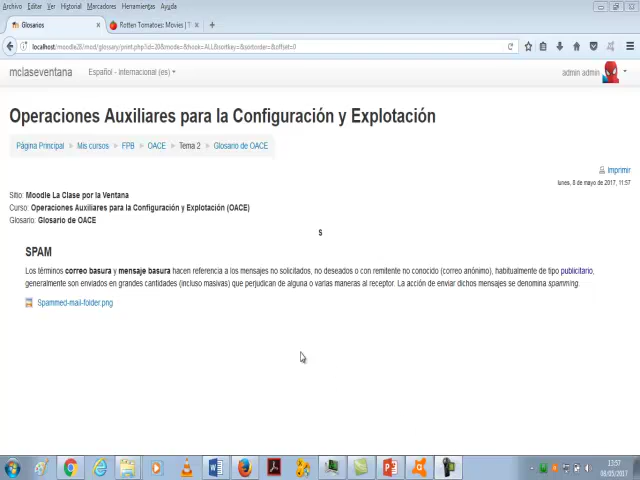 Archivo Editar Ver Historial Marcadores Herramientas Ayuda
Glosarios
Rotten Tomatoes: Movies | T
localhost/moodle28/mod/glossary/print.php?id=20&mode=&hook=ALL&sortkey=&sortorder=&offset=0
mclaseventana Español - Internacional (es) admin admin
Operaciones Auxiliares para la Configuración y Explotación
Página Principal Mis cursos FPB OACE Tema 2 Glosario de OACE
Imprimir
lunes, 8 de mayo de 2017, 11:57
Sitio: Moodle La Clase por la Ventana
Curso: Operaciones Auxiliares para la Configuración y Explotación (OACE)
Glosario: Glosario de OACE
S
SPAM
Los términos correo basura y mensaje basura hacen referencia a los mensajes no solicitados, no deseados o con remitente no conocido (correo anónimo), habitualmente de tipo publicitario,
generalmente son enviados en grandes cantidades (incluso masivas) que perjudican de alguna o varias maneras al receptor. La acción de enviar dichos mensajes se denomina spamming.
Spammed-mail-folder.png
13:57
08/05/2017